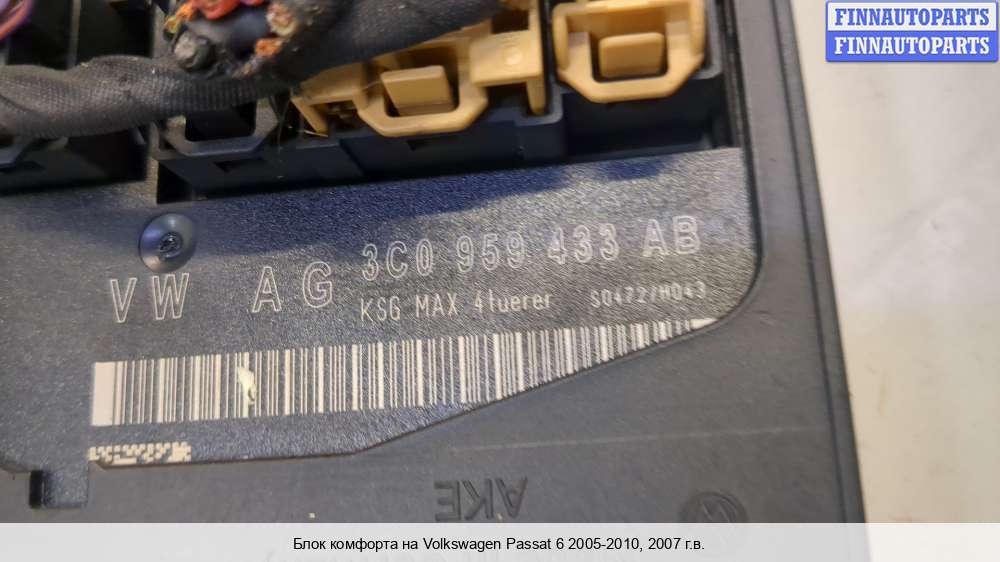 FINNAUTOPARTS
FINNAUTOPARTS
VW AG 3C0 959 433 AB
KSG MAX 4tuerer S0472/H043
AKE
Блок комфорта на Volkswagen Passat 6 2005-2010, 2007 г.в.